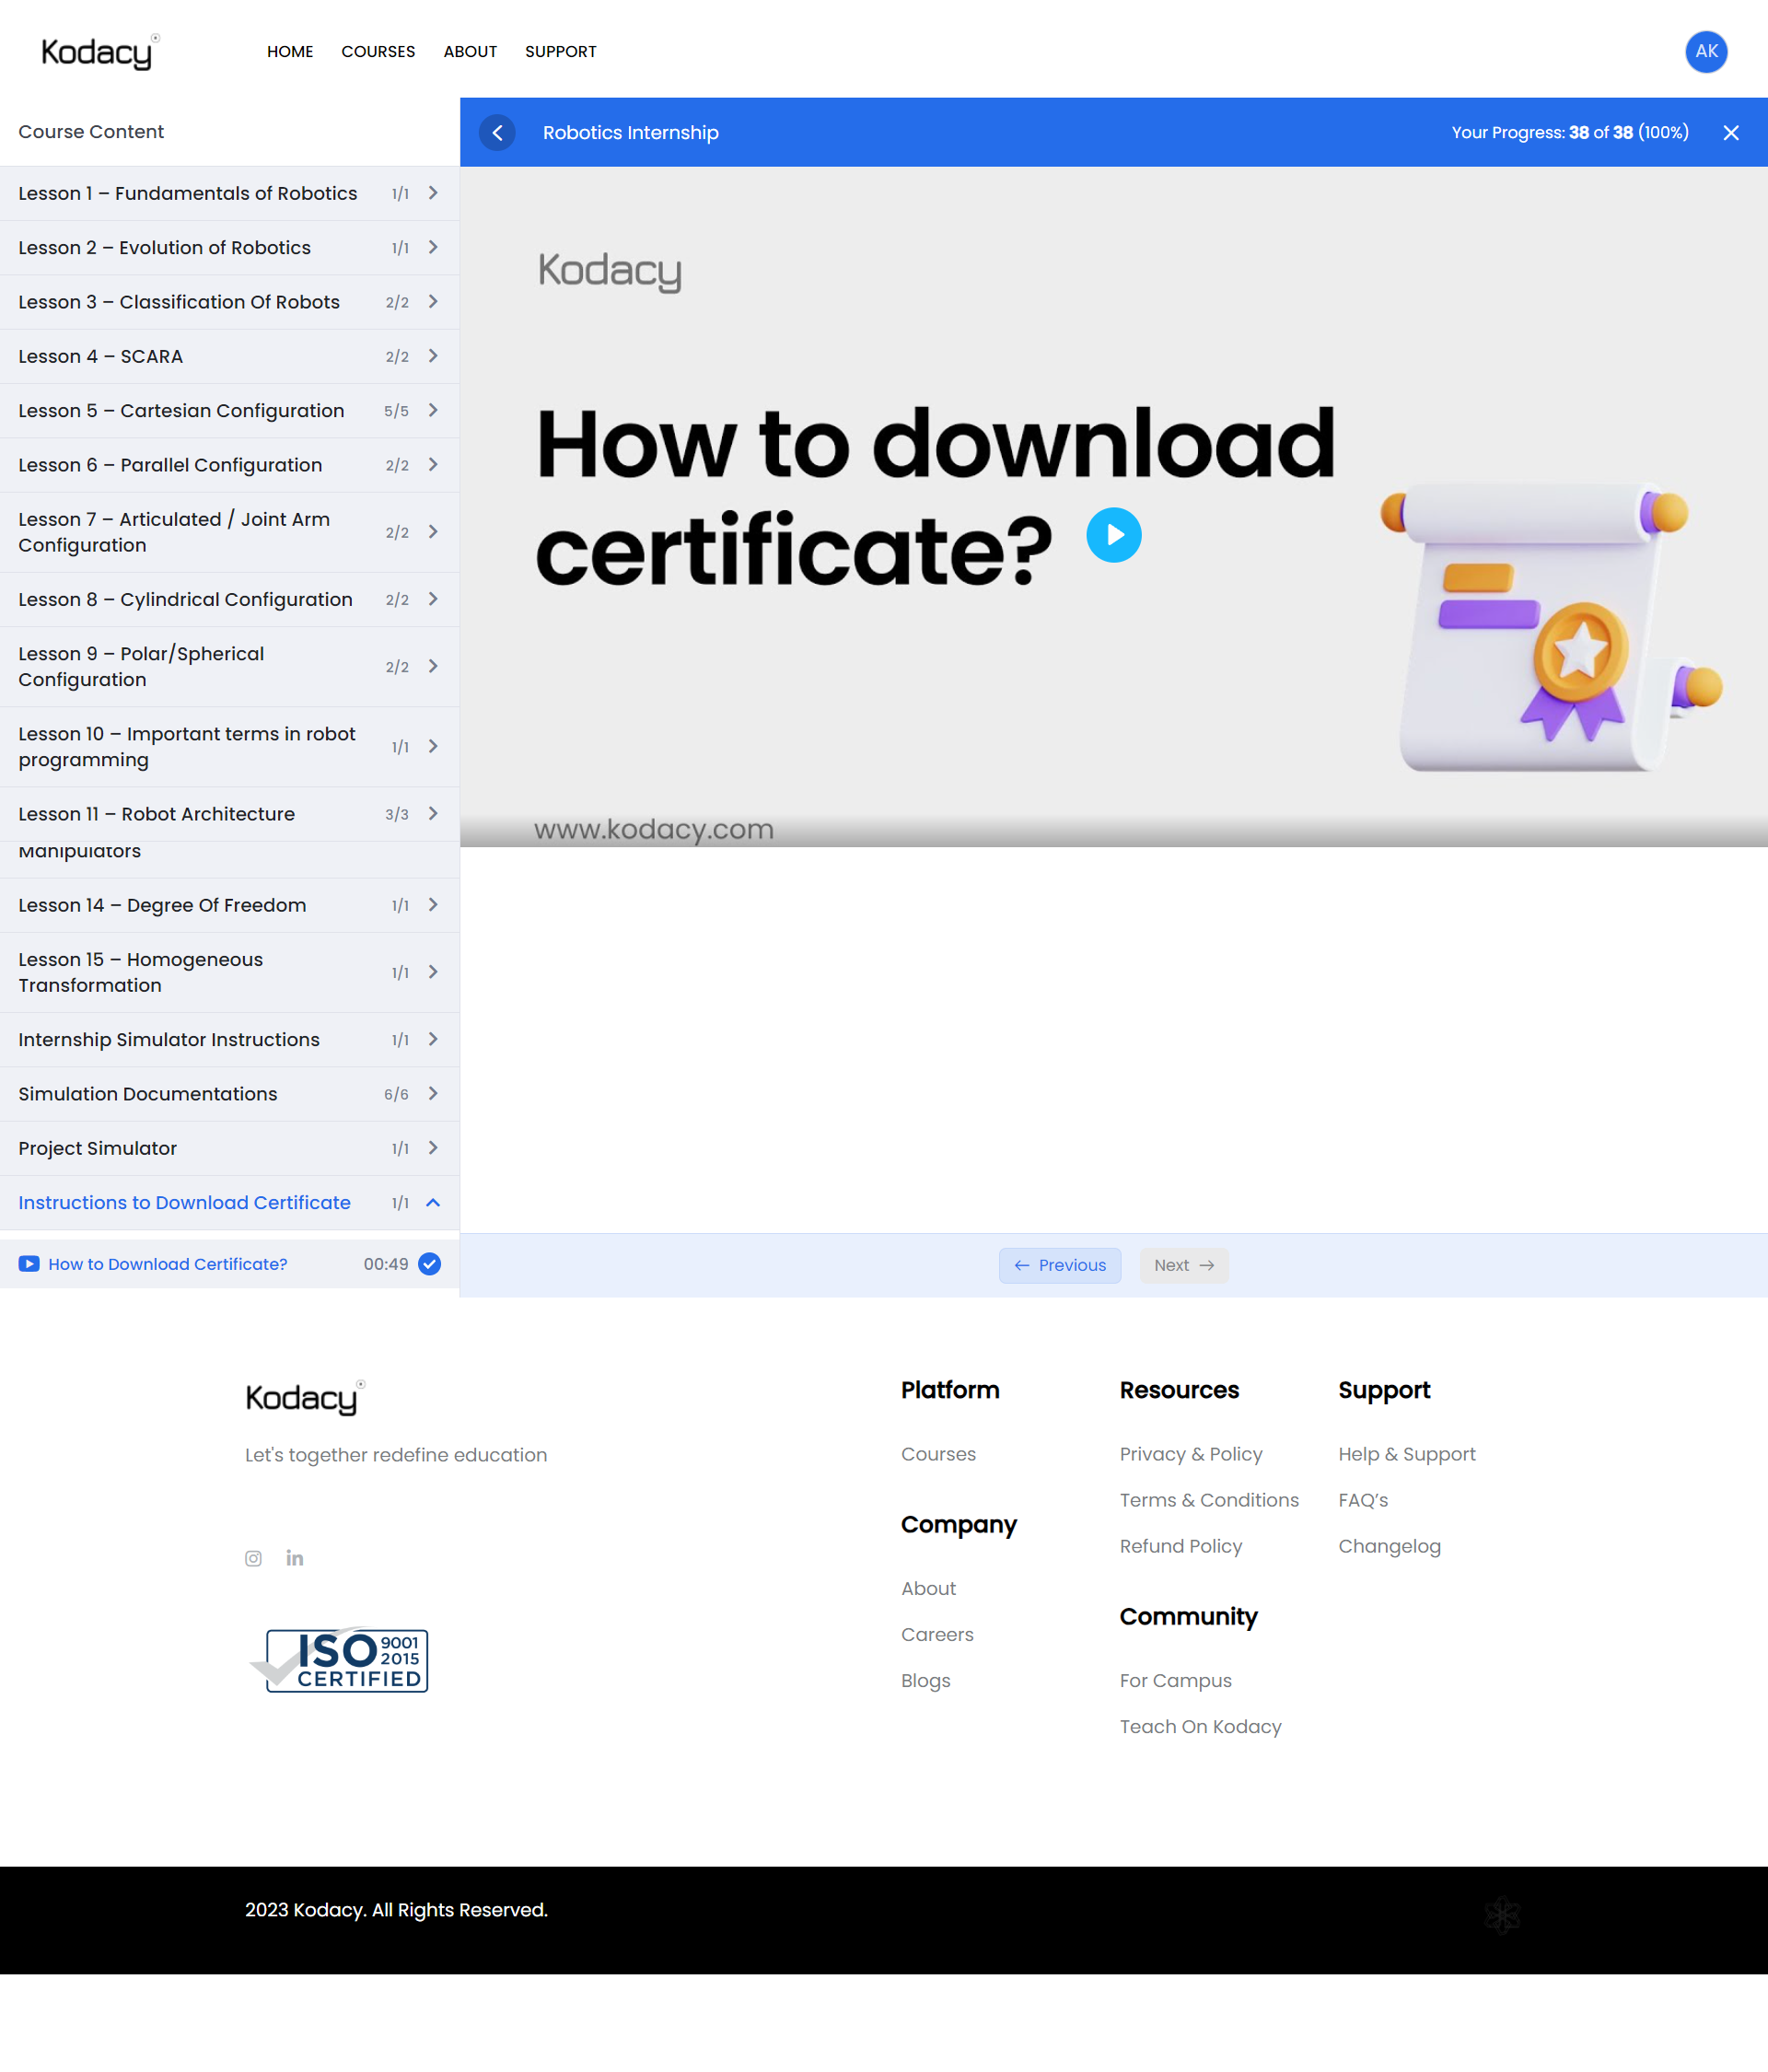 Kodacy
HOME COURSES ABOUT SUPPORT
AK
Course Content
Lesson 1 – Fundamentals of Robotics 1/1
Lesson 2 – Evolution of Robotics 1/1
Lesson 3 – Classification Of Robots 2/2
Lesson 4 – SCARA 2/2
Lesson 5 – Cartesian Configuration 5/5
Lesson 6 – Parallel Configuration 2/2
Lesson 7 – Articulated / Joint Arm
Configuration 2/2
Lesson 8 – Cylindrical Configuration 2/2
Lesson 9 – Polar/Spherical
Configuration 2/2
Lesson 10 – Important terms in robot
programming 1/1
Lesson 11 – Robot Architecture 3/3
Manipulators
Lesson 14 – Degree Of Freedom 1/1
Lesson 15 – Homogeneous
Transformation 1/1
Internship Simulator Instructions 1/1
Simulation Documentations 6/6
Project Simulator 1/1
Instructions to Download Certificate 1/1
How to Download Certificate? 00:49
Robotics Internship
Your Progress: 38 of 38 (100%)
Kodacy
How to download
certificate?
www.kodacy.com
← Previous
Next →
Kodacy
Let's together redefine education
ISO 9001
2015
CERTIFIED
Platform
Courses
Company
About
Careers
Blogs
Resources
Privacy & Policy
Terms & Conditions
Refund Policy
Community
For Campus
Teach On Kodacy
Support
Help & Support
FAQ’s
Changelog
2023 Kodacy. All Rights Reserved.